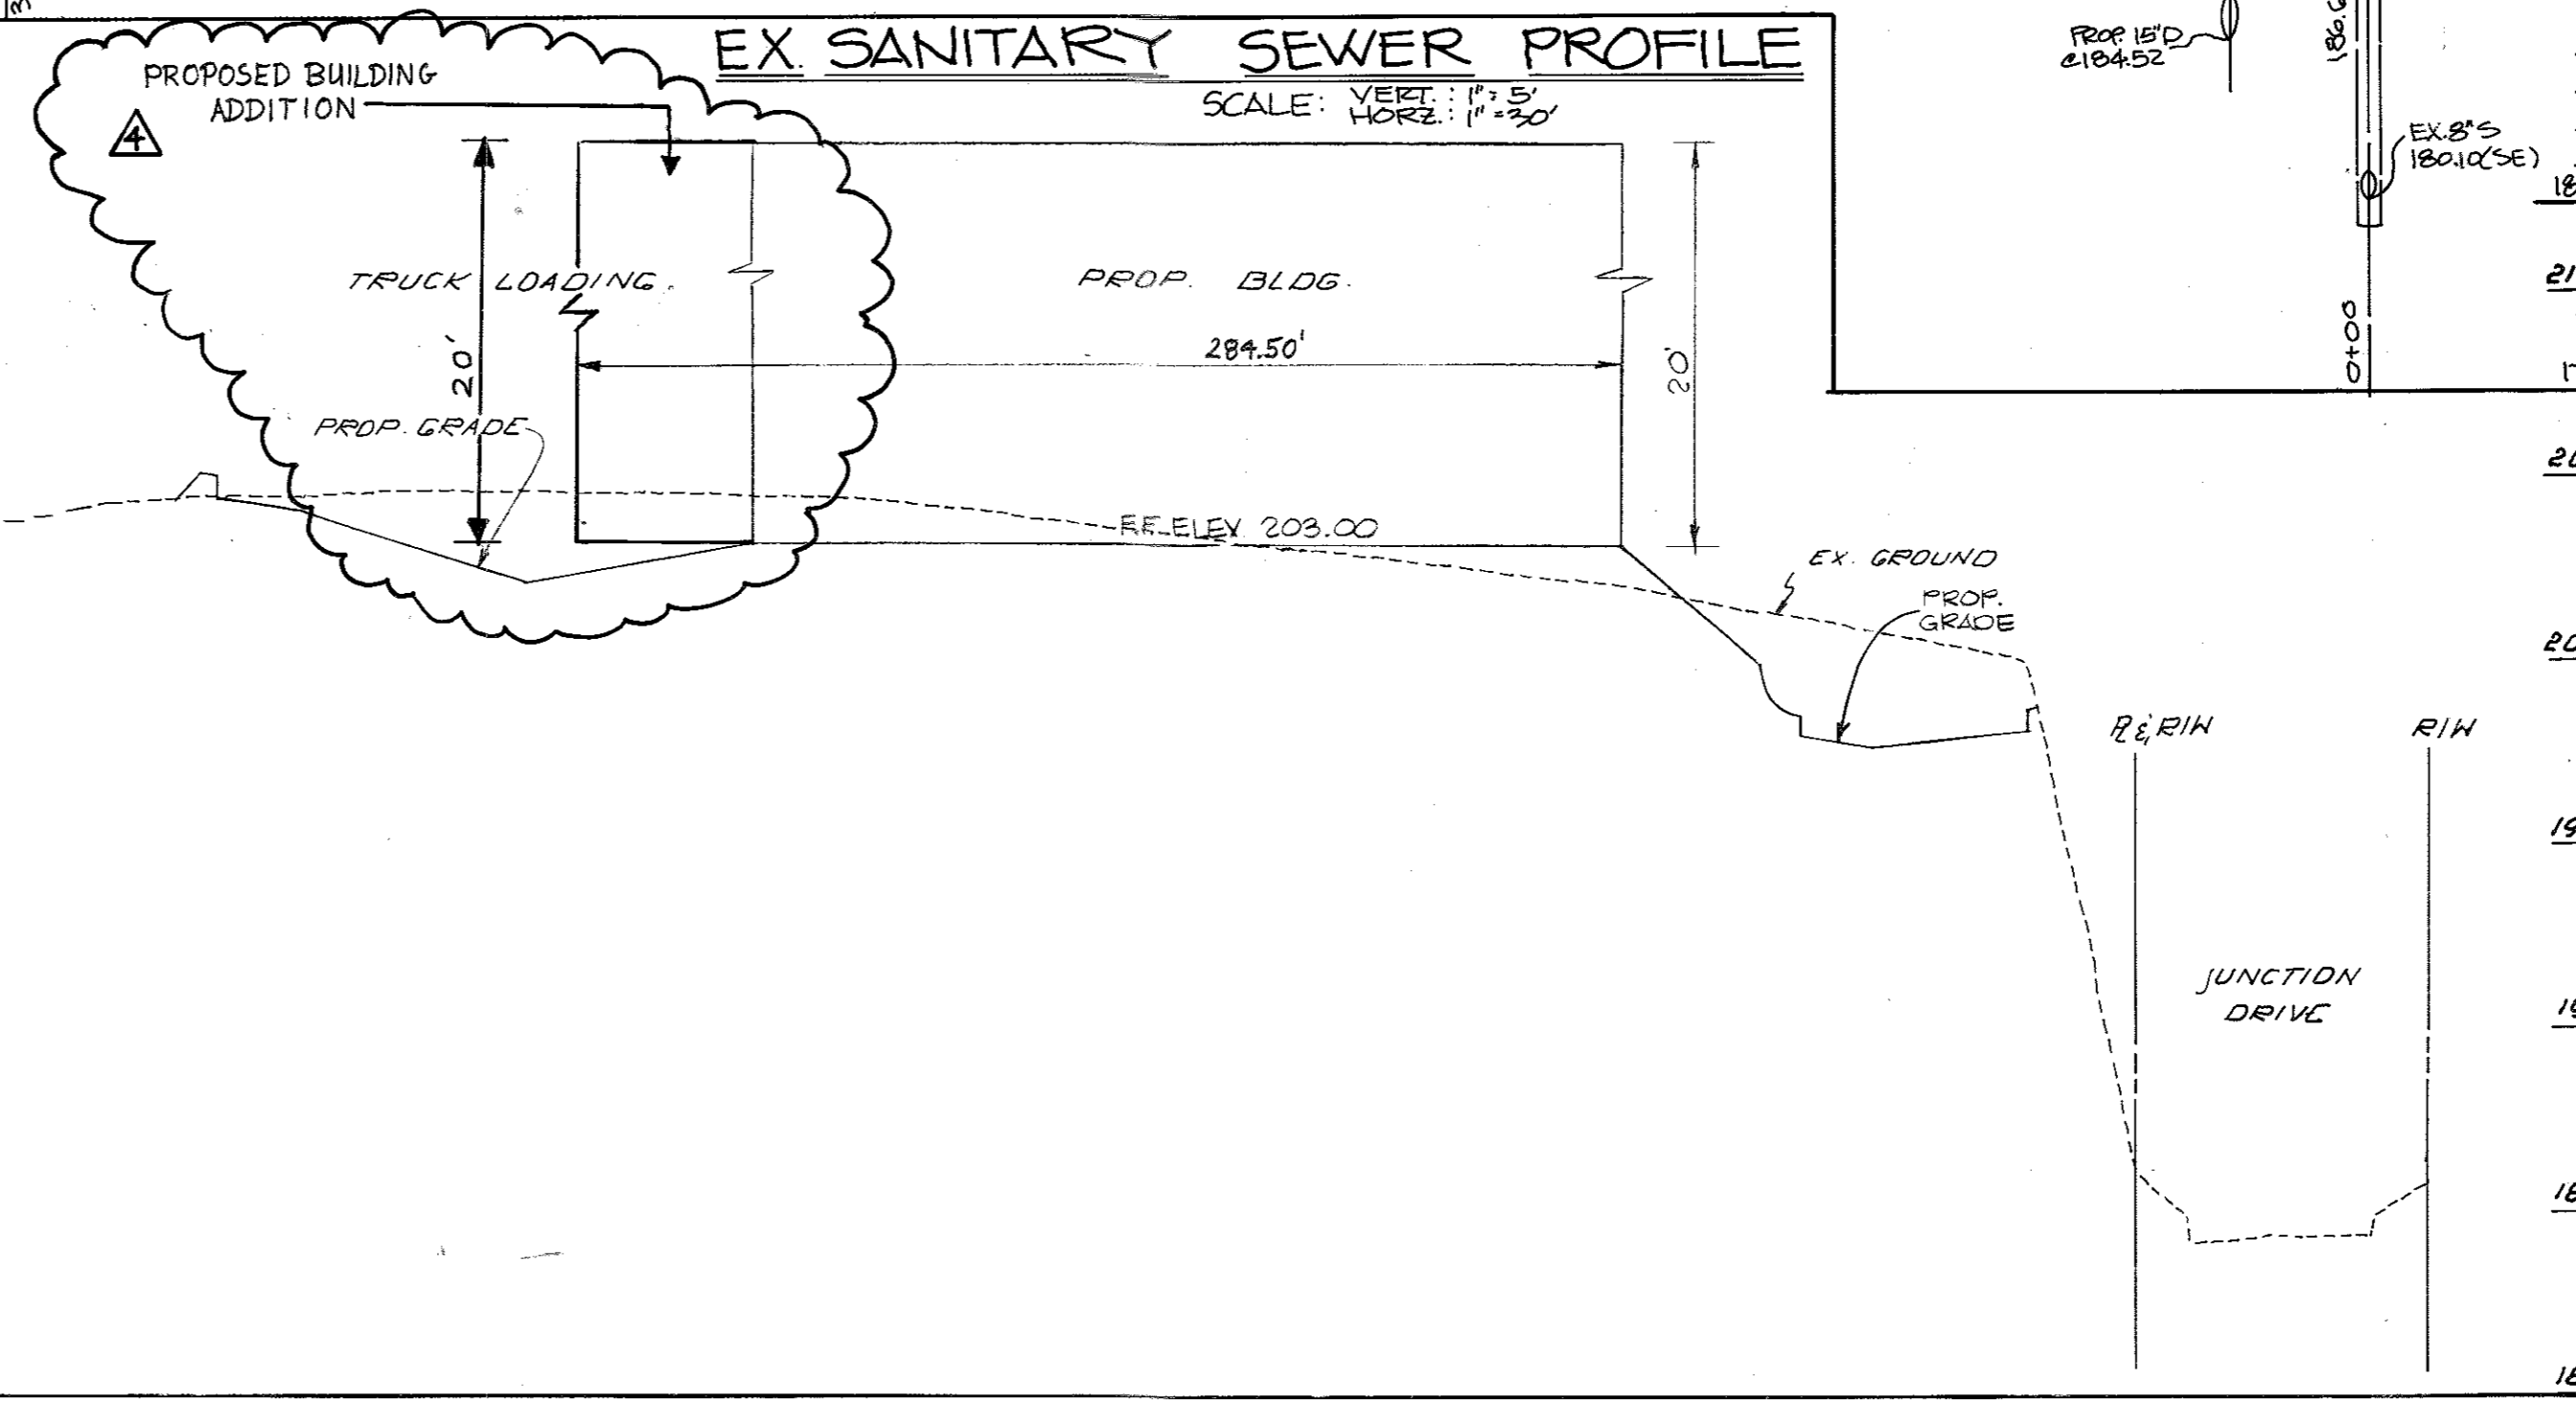 EX. SANITARY SEWER PROFILE
SCALE: VERT.: 1"=5'
HORZ.: 1"=30'
PROPOSED BUILDING
ADDITION
4
TRUCK LOADING.
20'
PROP. GRADE
PROP. BLDG.
284.50'
20'
F.F. ELEV. 203.00
EX. GROUND
PROP.
GRADE
R/W
R/W
JUNCTION
DRIVE
PROP. 15"D
@184.52
186.6
EX.8"S
180.10(SE)
0+00